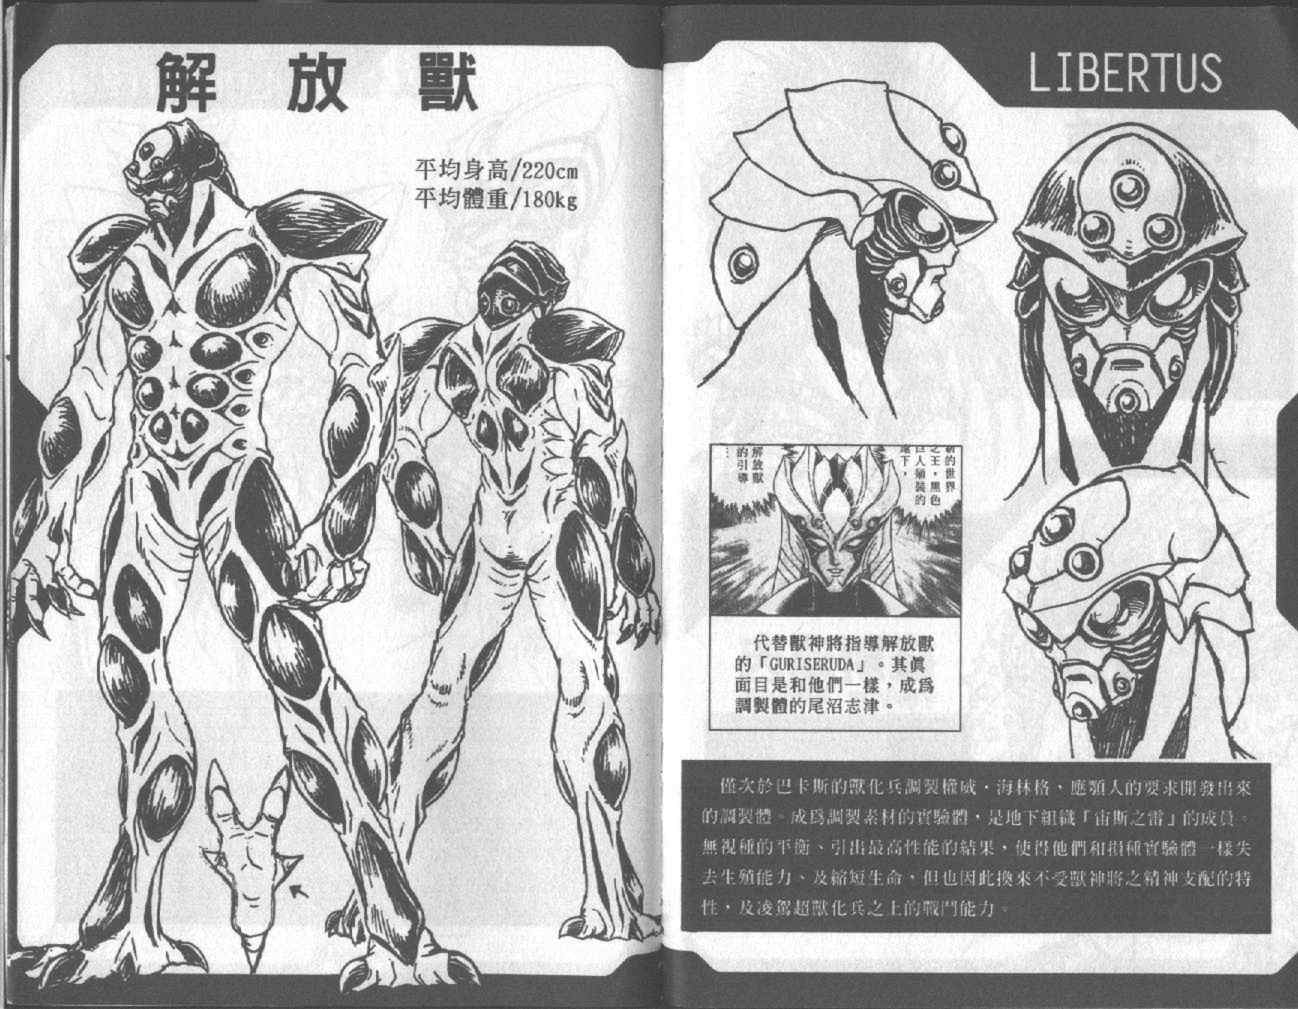 解放獸
平均身高/220cm
平均體重/180kg
LIBERTUS
新的世界
之王，黑色
巨人殖裝的
麾下，
解放獸
的引導
…
代替獸神將指導解放獸
的「GURISERUDA」。其眞
面目是和他們一樣，成爲
調製體的尾沼志津。
僅次於巴卡斯的獸化兵調製權威・海林格、應類人的要求開發出來
的調製體。成爲調製素材的實驗體，是地下組織「宙斯之雷」的成員。
無視種的平衡、引出最高性能的結果，使得他們和損種實驗體一樣失
去生殖能力、及縮短生命，但也因此換來不受獸神將之精神支配的特
性，及凌駕超獸化兵之上的戰鬥能力。